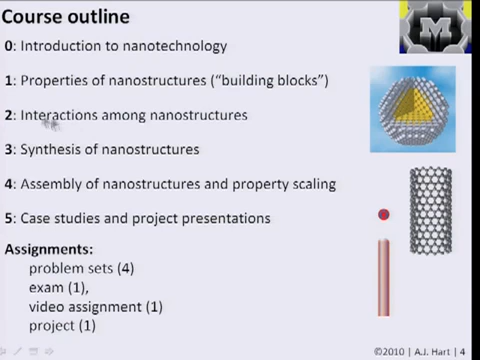 Course outline
0: Introduction to nanotechnology
1: Properties of nanostructures (“building blocks”)
2: Interactions among nanostructures
3: Synthesis of nanostructures
4: Assembly of nanostructures and property scaling
5: Case studies and project presentations
Assignments:
problem sets (4)
exam (1),
video assignment (1)
project (1)
M
©2010 | A.J. Hart | 4